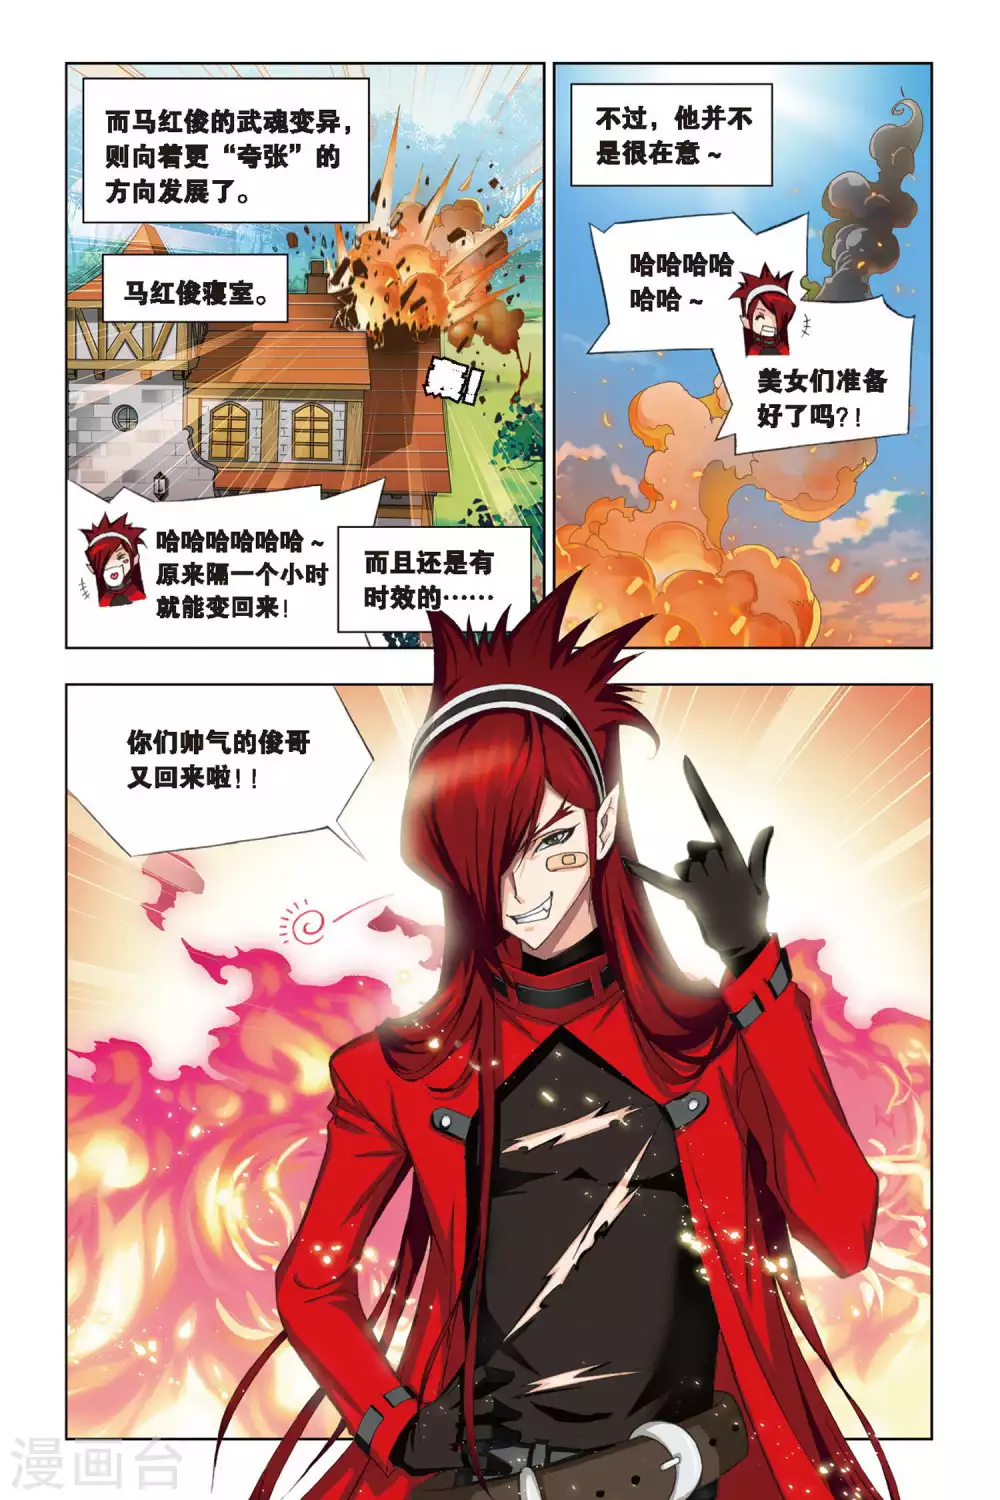 而马红俊的武魂变异，
则向着更“夸张”的
方向发展了。
马红俊寝室。
哈哈哈哈哈哈～
原来隔一个小时
就能变回来！
而且还是有
时效的……
不过，他并不
是很在意～
哈哈哈哈
哈哈～
美女们准备
好了吗？！
你们帅气的俊哥
又回来啦！！
漫画台